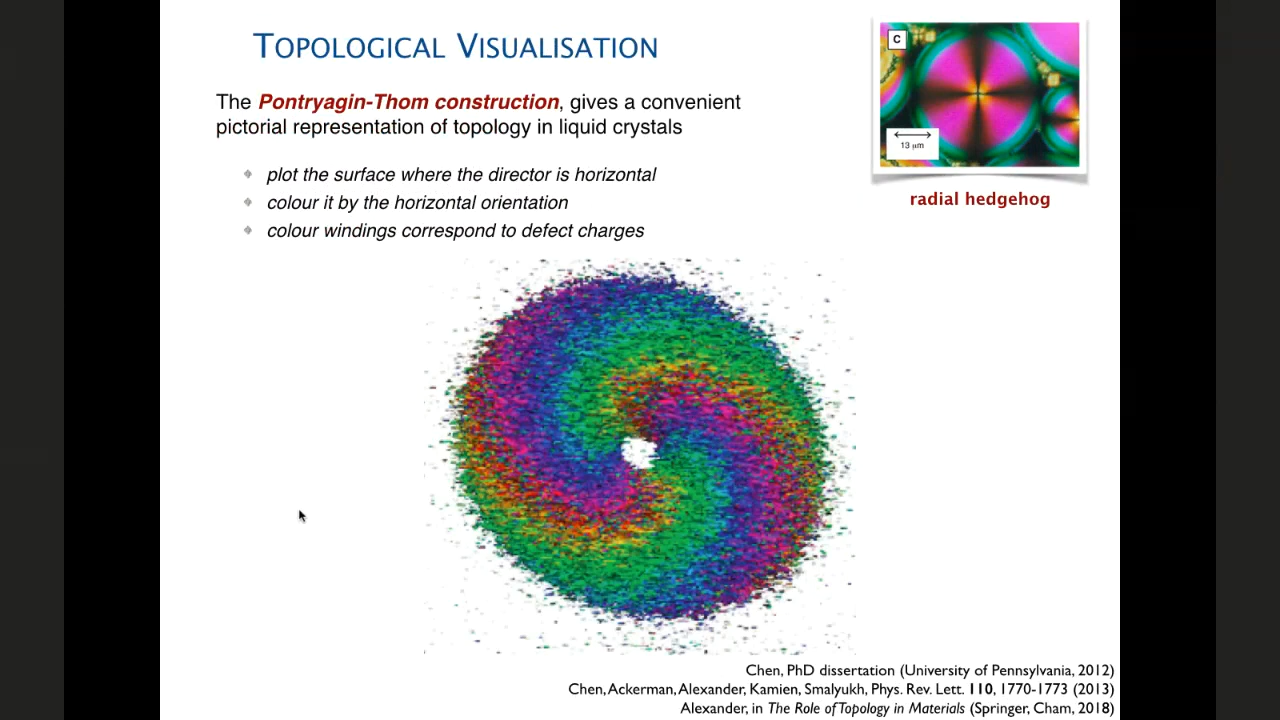 TOPOLOGICAL VISUALISATION
The Pontryagin-Thom construction, gives a convenient
pictorial representation of topology in liquid crystals
plot the surface where the director is horizontal
colour it by the horizontal orientation
colour windings correspond to defect charges
C
13 μm
radial hedgehog
Chen, PhD dissertation (University of Pennsylvania, 2012)
Chen, Ackerman, Alexander, Kamien, Smalyukh, Phys. Rev. Lett. 110, 1770-1773 (2013)
Alexander, in The Role of Topology in Materials (Springer, Cham, 2018)